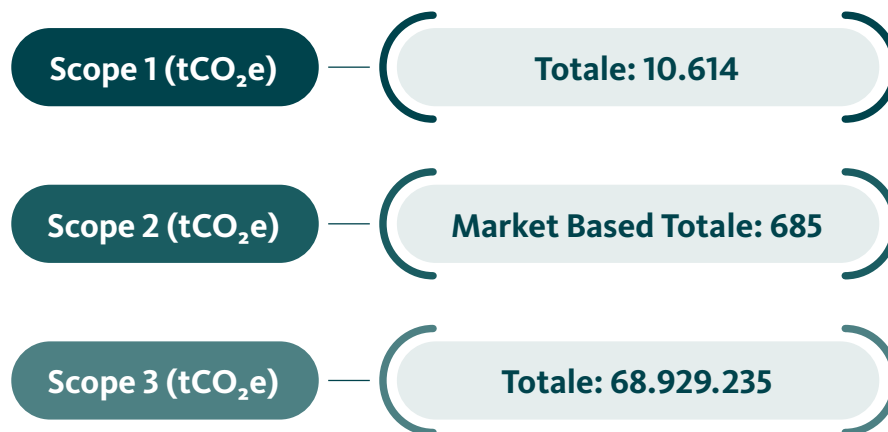 Scope 1 (tCO₂e)
Totale: 10.614
Scope 2 (tCO₂e)
Market Based Totale: 685
Scope 3 (tCO₂e)
Totale: 68.929.235